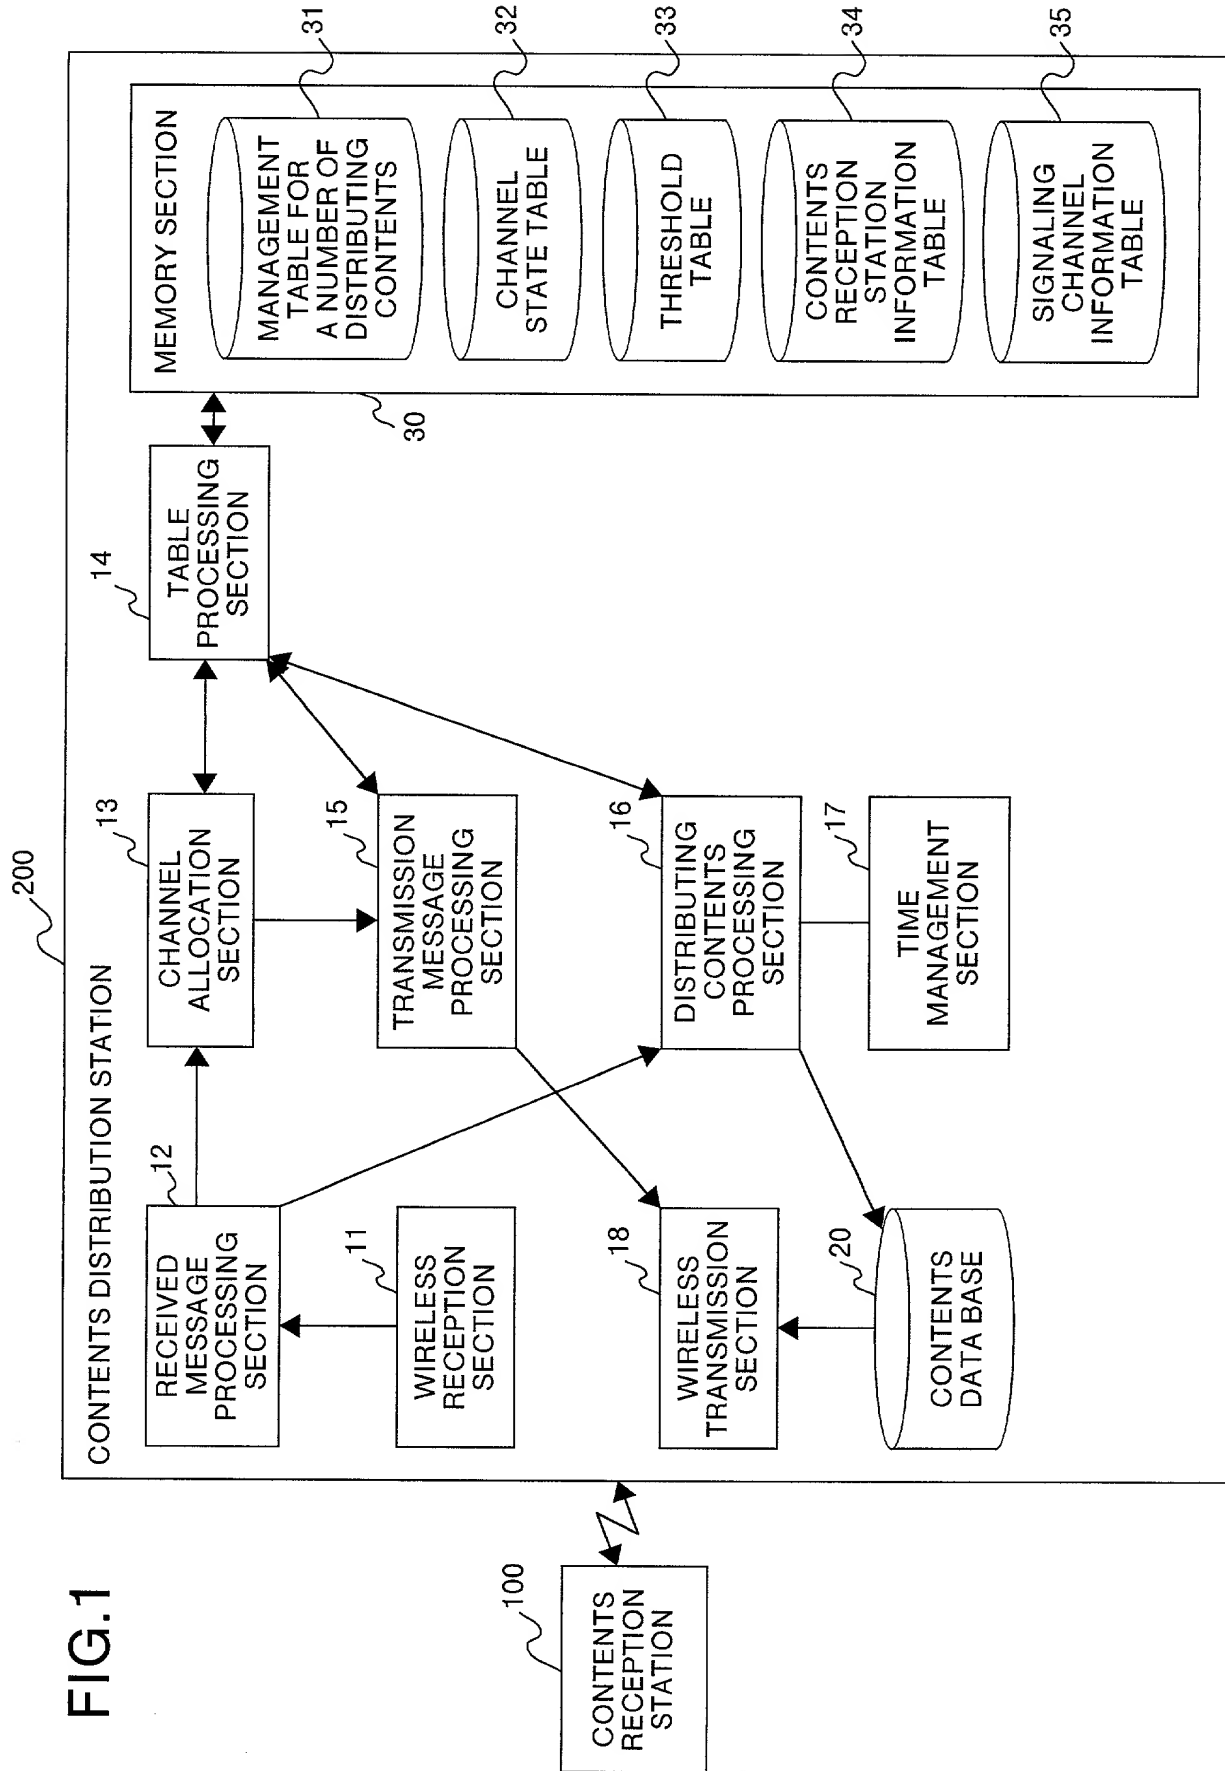 FIG.1
200
CONTENTS DISTRIBUTION STATION
100
CONTENTS
RECEPTION
STATION
12
RECEIVED
MESSAGE
PROCESSING
SECTION
11
WIRELESS
RECEPTION
SECTION
18
WIRELESS
TRANSMISSION
SECTION
20
CONTENTS
DATA BASE
13
CHANNEL
ALLOCATION
SECTION
15
TRANSMISSION
MESSAGE
PROCESSING
SECTION
16
DISTRIBUTING
CONTENTS
PROCESSING
SECTION
17
TIME
MANAGEMENT
SECTION
14
TABLE
PROCESSING
SECTION
30
MEMORY SECTION
MANAGEMENT
TABLE FOR
A NUMBER OF
DISTRIBUTING
CONTENTS
31
CHANNEL
STATE TABLE
32
THRESHOLD
TABLE
33
CONTENTS
RECEPTION
STATION
INFORMATION
TABLE
34
SIGNALING
CHANNEL
INFORMATION
TABLE
35